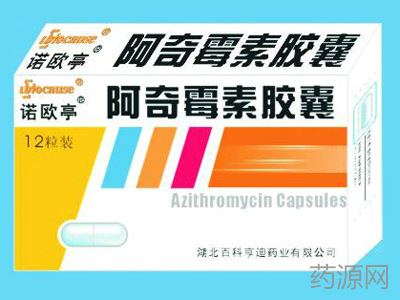 诺欧亭®
阿奇霉素胶囊
诺欧亭®
阿奇霉素胶囊
12粒装
Azithromycin Capsules
湖北百科亨迪药业有限公司
药源网